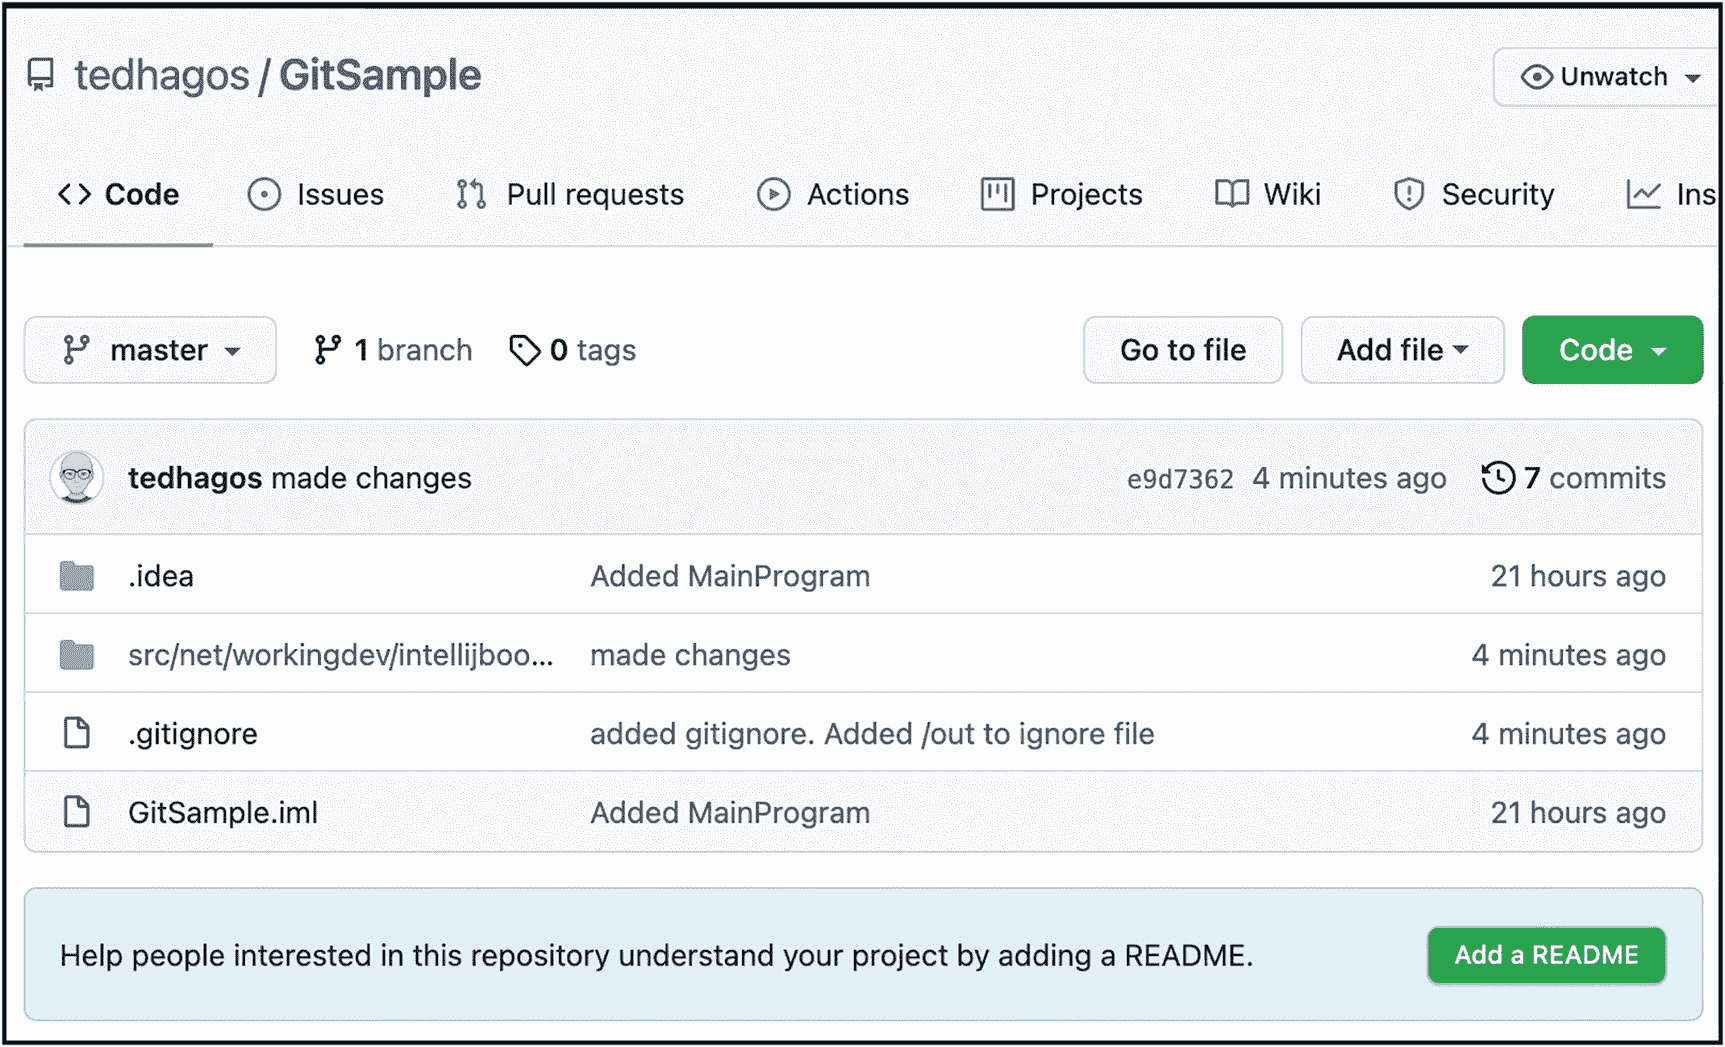 tedhagos / GitSample
Unwatch
Code Issues Pull requests Actions Projects Wiki Security Ins
master 1 branch 0 tags Go to file Add file Code
tedhagos made changes e9d7362 4 minutes ago 7 commits
.idea Added MainProgram 21 hours ago
src/net/workingdev/intellijboo... made changes 4 minutes ago
.gitignore added gitignore. Added /out to ignore file 4 minutes ago
GitSample.iml Added MainProgram 21 hours ago
Help people interested in this repository understand your project by adding a README. Add a README